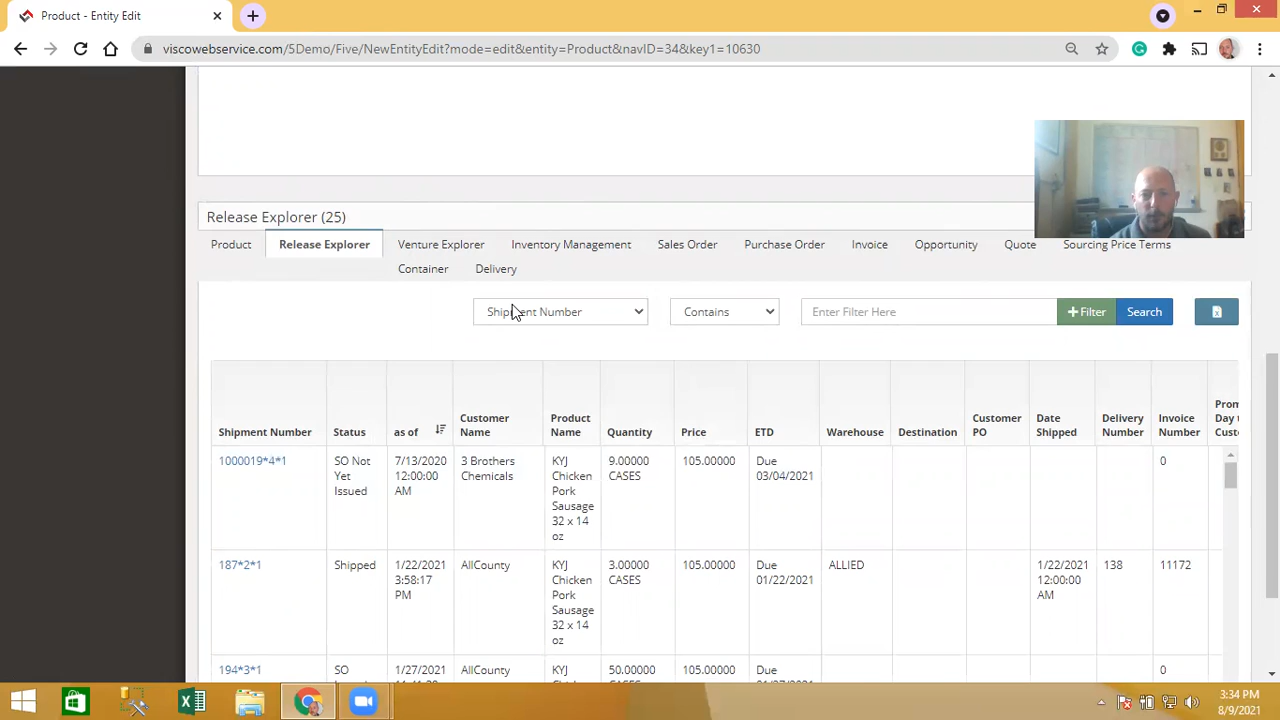 Product - Entity Edit
viscowebservice.com/5Demo/Five/NewEntityEdit?mode=edit&entity=Product&navID=34&key1=10630
Release Explorer (25)
Product Release Explorer Venture Explorer Inventory Management Sales Order Purchase Order Invoice Opportunity Quote Sourcing Price Terms
Container Delivery
Shipment Number Contains Enter Filter Here +Filter Search
Shipment Number
Status
as of
Customer
Name
Product
Name
Quantity
Price
ETD
Warehouse
Destination
Customer
PO
Date
Shipped
Delivery
Number
Invoice
Number
Day
1000019*4*1
SO Not
Yet
Issued
7/13/2020
12:00:00
AM
3 Brothers
Chemicals
KYJ
Chicken
Pork
Sausage
32 x 14
oz
9.00000
CASES
105.00000
Due
03/04/2021
0
187*2*1
Shipped
1/22/2021
3:58:17
PM
AllCounty
KYJ
Chicken
Pork
Sausage
32 x 14
oz
3.00000
CASES
105.00000
Due
01/22/2021
ALLIED
1/22/2021
12:00:00
AM
138
11172
194*3*1
SO
1/27/2021
AllCounty
KYJ
50.00000
105.00000
Due
0
3:34 PM
8/9/2021